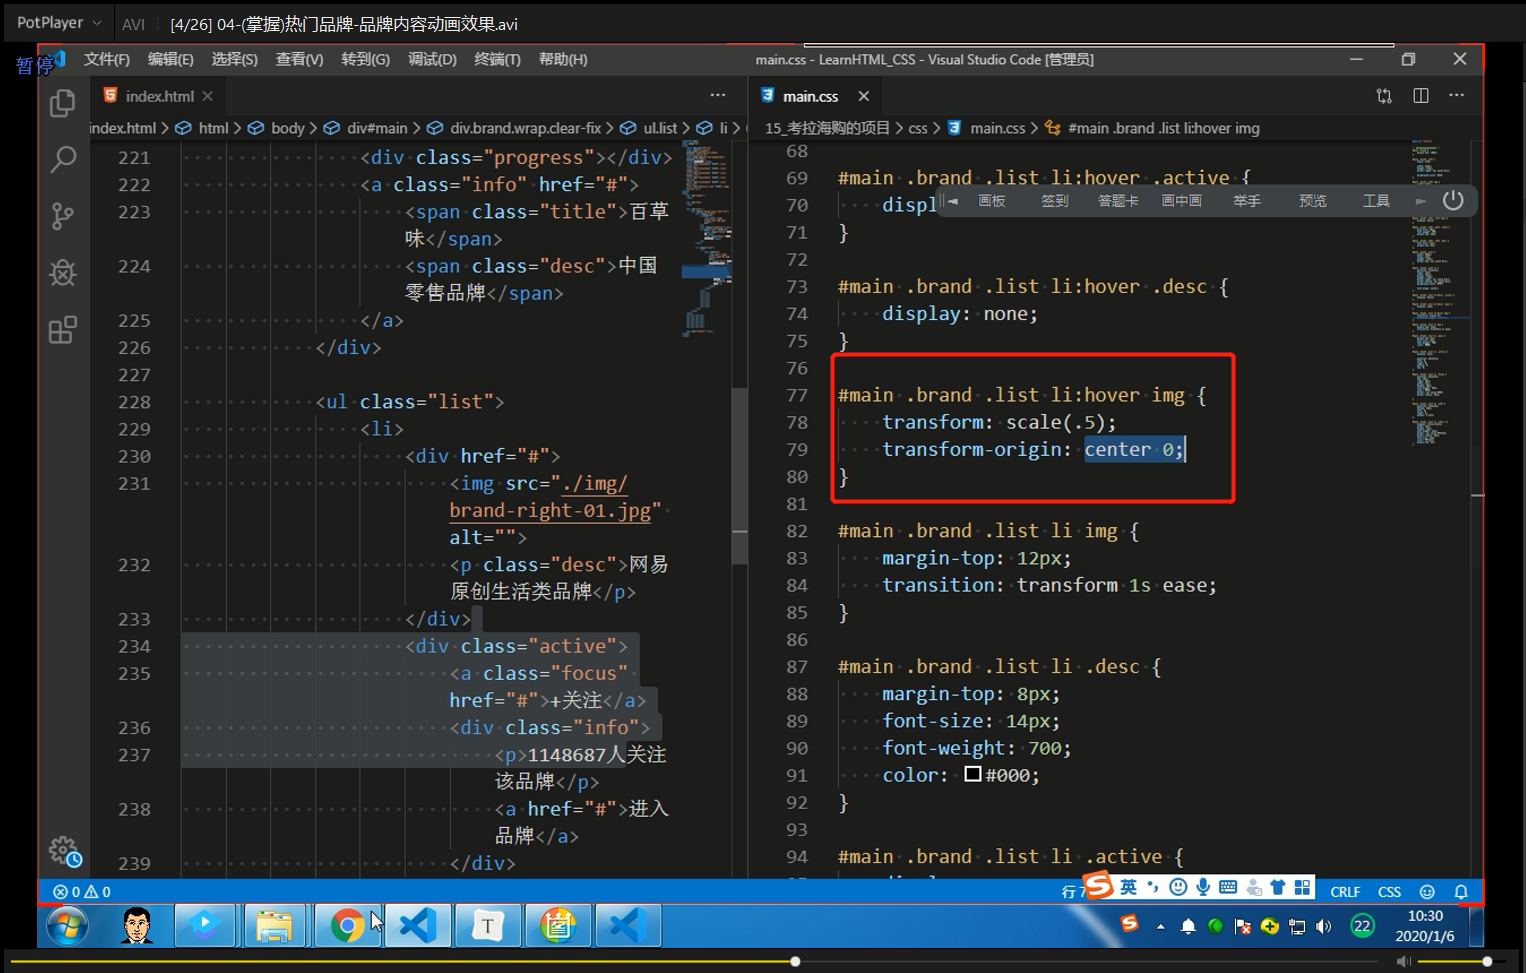 PotPlayer AVI [4/26] 04-(掌握)热门品牌-品牌内容动画效果.avi
暂停
文件(F) 编辑(E) 选择(S) 查看(V) 转到(G) 调试(D) 终端(T) 帮助(H) main.css - LearnHTML_CSS - Visual Studio Code [管理员]
index.html
index.html > html > body > div#main > div.brand.wrap.clear-fix > ul.list > li >
221 <div class="progress"></div>
222 <a class="info" href="#">
223 <span class="title">百草
味</span>
224 <span class="desc">中国
零售品牌</span>
225 </a>
226 </div>
227
228 <ul class="list">
229 <li>
230 <div href="#">
231 <img src="./img/
brand-right-01.jpg"
alt="">
232 <p class="desc">网易
原创生活类品牌</p>
233 </div>
234 <div class="active">
235 <a class="focus"
href="#">+关注</a>
236 <div class="info">
237 <p>1148687人关注
该品牌</p>
238 <a href="#">进入
品牌</a>
239 </div>
main.css
15_考拉海购的项目 > css > main.css > #main .brand .list li:hover img
68
69 #main .brand .list li:hover .active {
70 displ
画板 签到 答题卡 画中画 举手 预览 工具
71 }
72
73 #main .brand .list li:hover .desc {
74 display: none;
75 }
76
77 #main .brand .list li:hover img {
78 transform: scale(.5);
79 transform-origin: center 0;
80 }
81
82 #main .brand .list li img {
83 margin-top: 12px;
84 transition: transform 1s ease;
85 }
86
87 #main .brand .list li .desc {
88 margin-top: 8px;
89 font-size: 14px;
90 font-weight: 700;
91 color: #000;
92 }
93
94 #main .brand .list li .active {
0 0 行 7 英 CRLF CSS
T 22 10:30
2020/1/6